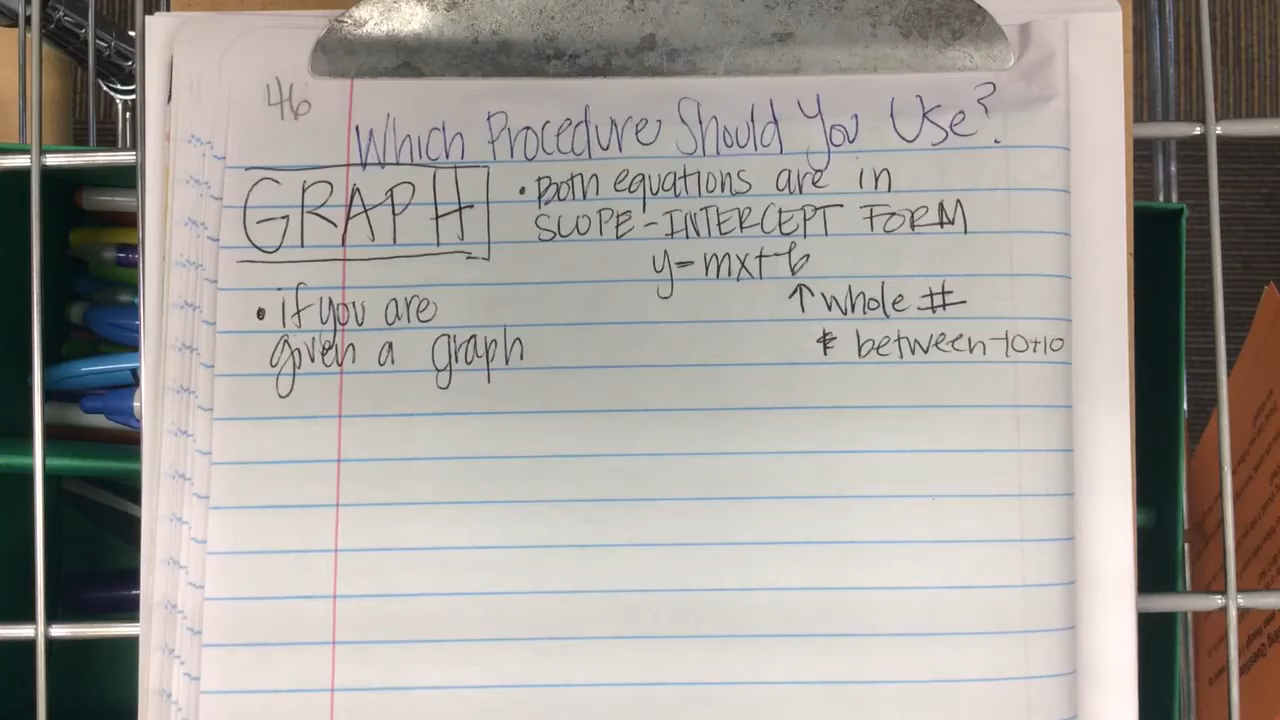 46
Which Procedure Should You Use?
GRAPH
• Both equations are in
SLOPE-INTERCEPT FORM
y=mx+b
↑ whole #
* between -10+10
• if you are
given a graph